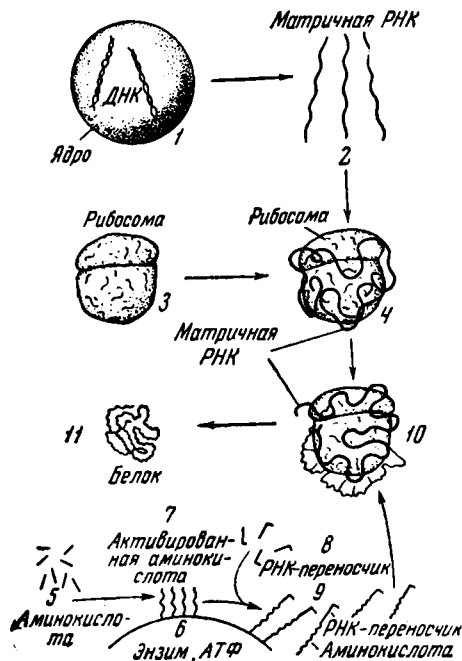 Матричная РНК
ДНК
Ядро
1
2
Рибосома
Рибосома
3
4
Матричная
РНК
11
Белок
10
7
Активирован-
ная аминоки-
слота
8
РНК-переносчик
9
5
Аминокисло-
та
6
Энзим, АТФ
РНК-переносчик
Аминокислота